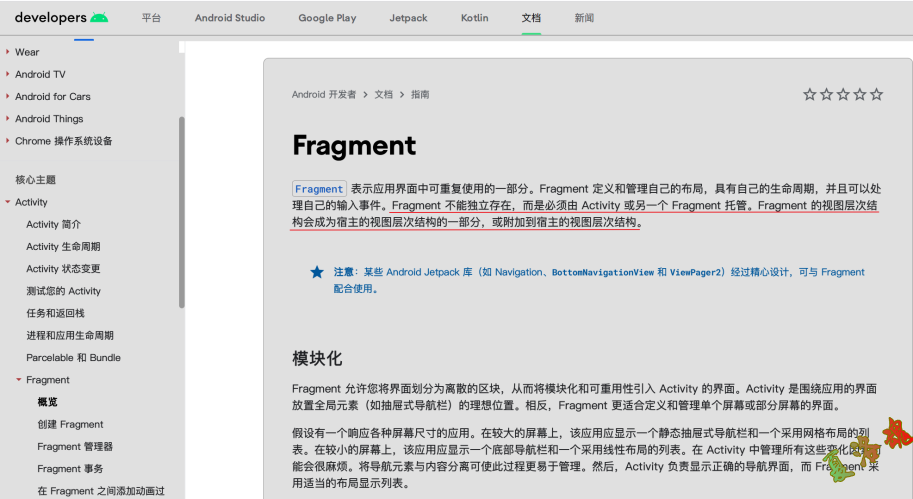 developers 平台 Android Studio Google Play Jetpack Kotlin 文档 新闻
Wear
Android TV
Android for Cars
Android Things
Chrome 操作系统设备
核心主题
Activity
Activity 简介
Activity 生命周期
Activity 状态变更
测试您的 Activity
任务和返回栈
进程和应用生命周期
Parcelable 和 Bundle
Fragment
概览
创建 Fragment
Fragment 管理器
Fragment 事务
在 Fragment 之间添加动画过
Android 开发者 > 文档 > 指南
Fragment
Fragment 表示应用界面中可重复使用的一部分。Fragment 定义和管理自己的布局，具有自己的生命周期，并且可以处
理自己的输入事件。Fragment 不能独立存在，而是必须由 Activity 或另一个 Fragment 托管。Fragment 的视图层次结
构会成为宿主的视图层次结构的一部分，或附加到宿主的视图层次结构。
注意：某些 Android Jetpack 库（如 Navigation、BottomNavigationView 和 ViewPager2）经过精心设计，可与 Fragment
配合使用。
模块化
Fragment 允许您将界面划分为离散的区块，从而将模块化和可重用性引入 Activity 的界面。Activity 是围绕应用的界面
放置全局元素（如抽屉式导航栏）的理想位置。相反，Fragment 更适合定义和管理单个屏幕或部分屏幕的界面。
假设有一个响应各种屏幕尺寸的应用。在较大的屏幕上，该应用应显示一个静态抽屉式导航栏和一个采用网格布局的列
表。在较小的屏幕上，该应用应显示一个底部导航栏和一个采用线性布局的列表。在 Activity 中管理所有这些变化因
能会很麻烦。将导航元素与内容分离可使此过程更易于管理。然后，Activity 负责显示正确的导航界面，而 Fragment 采
用适当的布局显示列表。